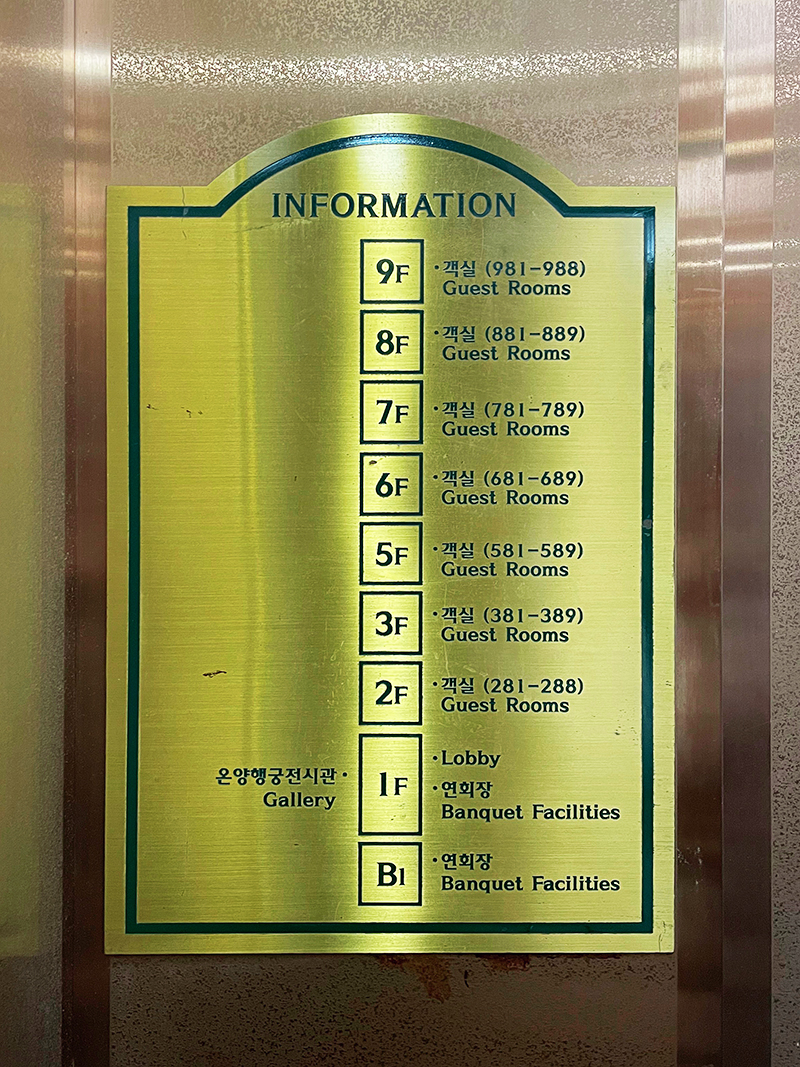 INFORMATION
9F
·객실 (981-988)
Guest Rooms
8F
·객실 (881-889)
Guest Rooms
7F
·객실 (781-789)
Guest Rooms
6F
·객실 (681-689)
Guest Rooms
5F
·객실 (581-589)
Guest Rooms
3F
·객실 (381-389)
Guest Rooms
2F
·객실 (281-288)
Guest Rooms
온양행궁전시관·
Gallery
1F
·Lobby
·연회장
Banquet Facilities
B1
·연회장
Banquet Facilities